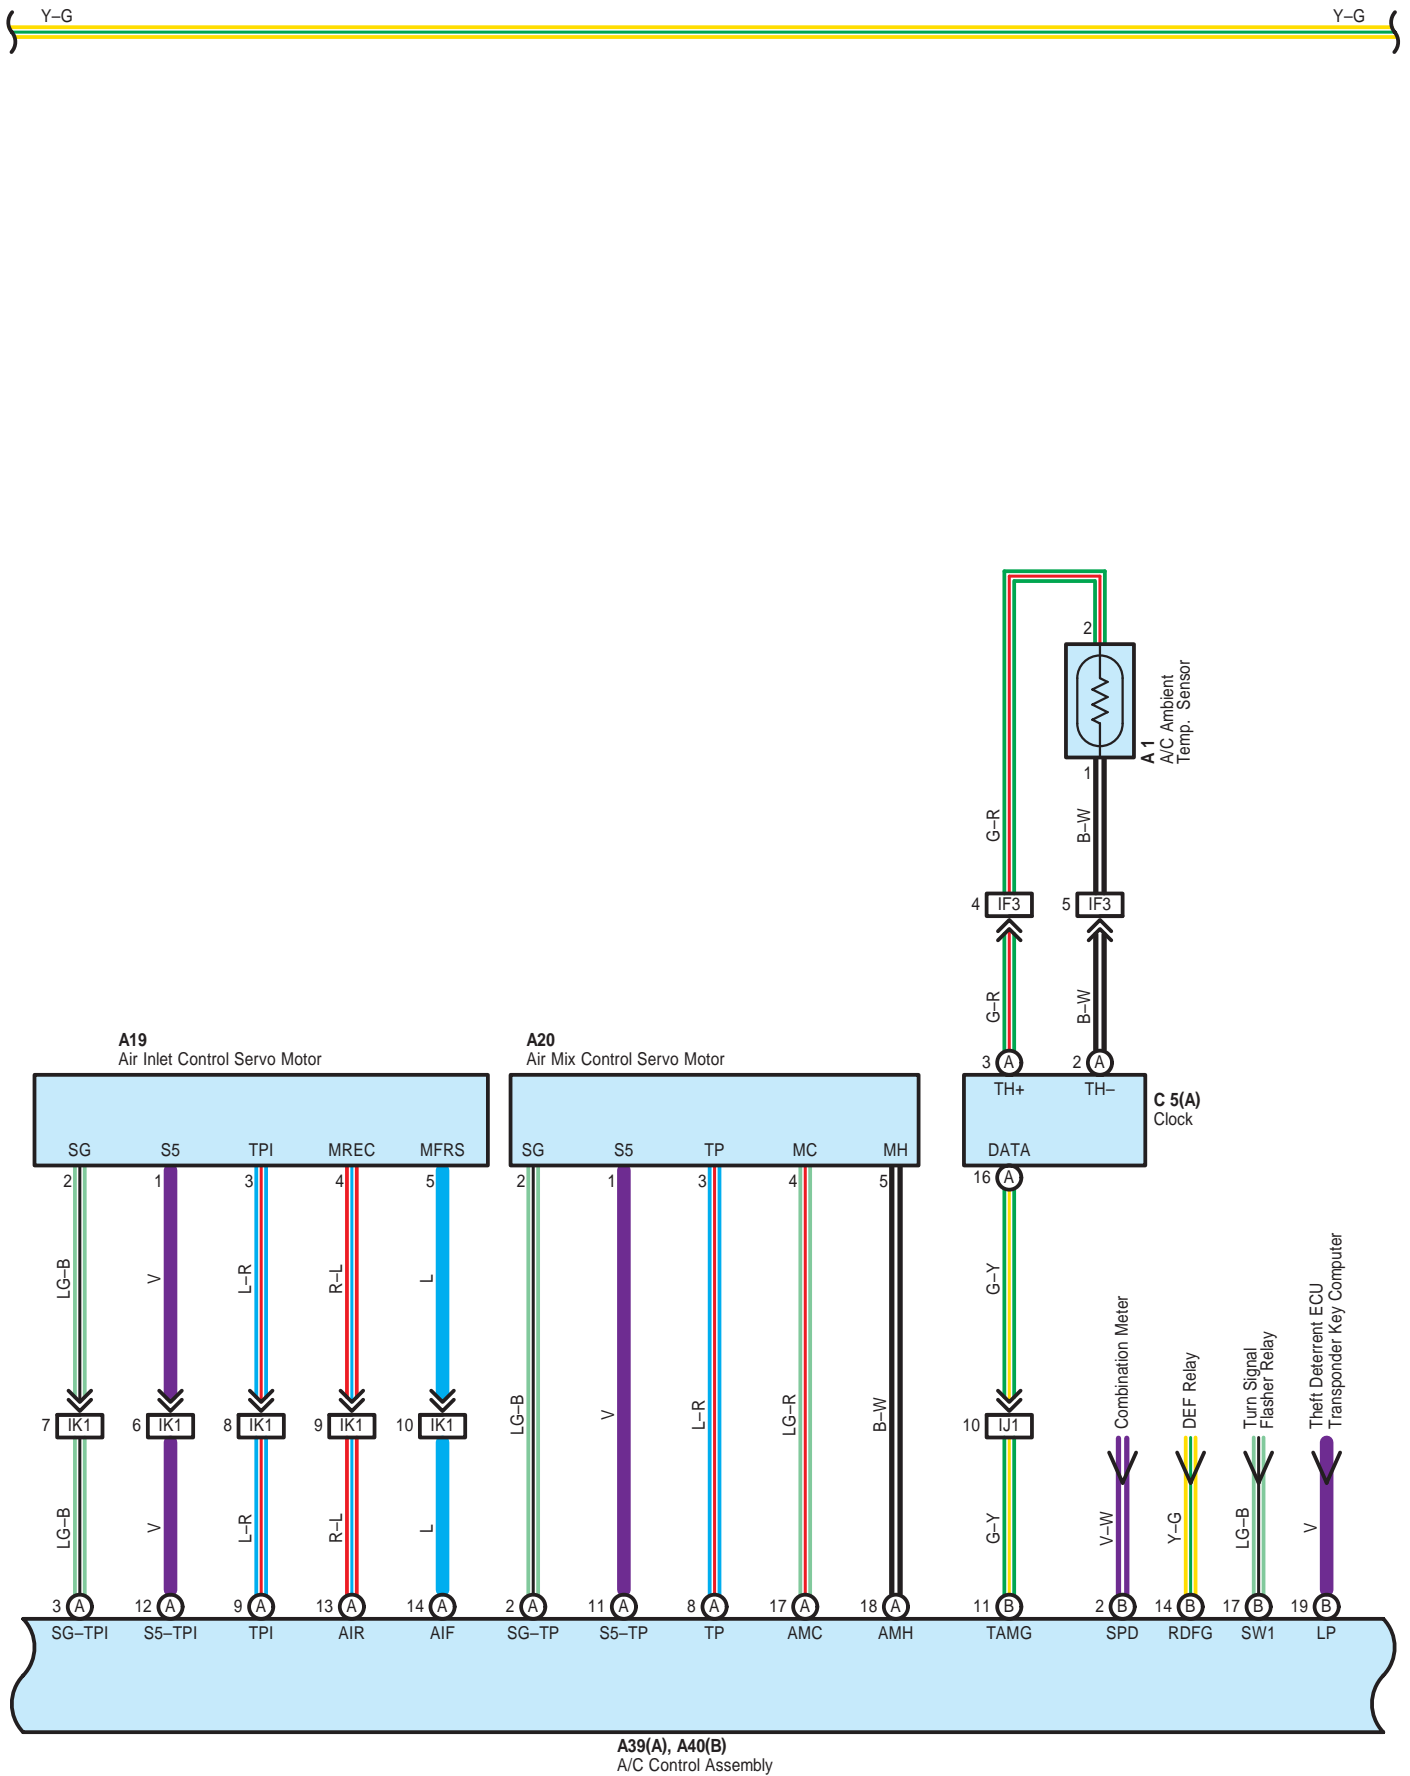 Y–G Y–G
2
A 1
A/C Ambient
Temp. Sensor
1
G–R B–W
4 IF3 5 IF3
G–R B–W
A19
Air Inlet Control Servo Motor
A20
Air Mix Control Servo Motor
3 A 2 A
TH+ TH–
C 5(A)
Clock
SG S5 TPI MREC MFRS SG S5 TP MC MH DATA
2 1 3 4 5 2 1 3 4 5 16 A
LG–B V L–R R–L L G–Y
Combination Meter
DEF Relay
Turn Signal
Flasher Relay
Theft Deterrent ECU
Transponder Key Computer
7 IK1 6 IK1 8 IK1 9 IK1 10 IK1 10 IJ1
LG–B V L–R LG–R B–W
LG–B V L–R R–L L G–Y V–W Y–G LG–B V
3 A 12 A 9 A 13 A 14 A 2 A 11 A 8 A 17 A 18 A 11 B 2 B 14 B 17 B 19 B
SG–TPI S5–TPI TPI AIR AIF SG–TP S5–TP TP AMC AMH TAMG SPD RDFG SW1 LP
A39(A), A40(B)
A/C Control Assembly